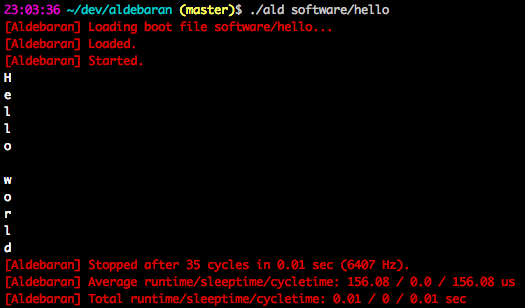 23:03:36 ~/dev/aldebaran (master)$ ./ald software/hello
[Aldebaran] Loading boot file software/hello...
[Aldebaran] Loaded.
[Aldebaran] Started.
H
e
l
l
o

w
o
r
l
d
[Aldebaran] Stopped after 35 cycles in 0.01 sec (6407 Hz).
[Aldebaran] Average runtime/sleeptime/cycletime: 156.08 / 0.0 / 156.08 us
[Aldebaran] Total runtime/sleeptime/cycletime: 0.01 / 0 / 0.01 sec